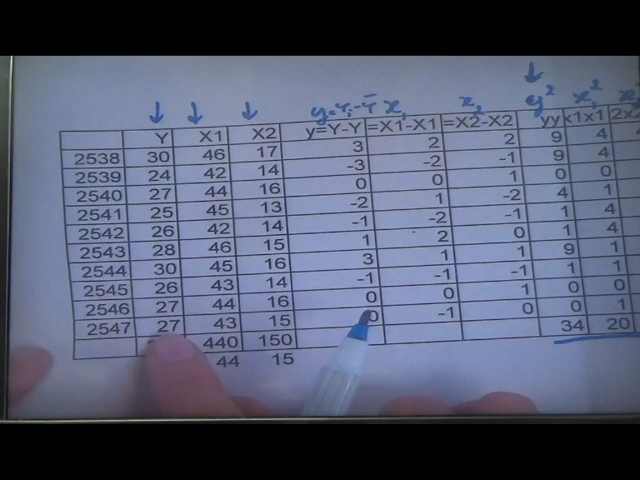 y² x₁²
y=Yᵢ-Ȳ x₁ x₂
Y X1 X2 y=Y-Y =X1-X1 =X2-X2 yy x1x1
2538 30 46 17 3 2 2 9 4
2539 24 42 14 -3 -2 -1 9 4
2540 27 44 16 0 0 1 0 0
2541 25 45 13 -2 1 -2 4 1
2542 26 42 14 -1 -2 -1 1 4
2543 28 46 15 1 2 0 1 4
2544 30 45 16 3 1 1 9 1
2545 26 43 14 -1 -1 -1 1 1
2546 27 44 16 0 0 1 0 0
2547 27 43 15 0 -1 0 0 1
440 150 34 20
44 15